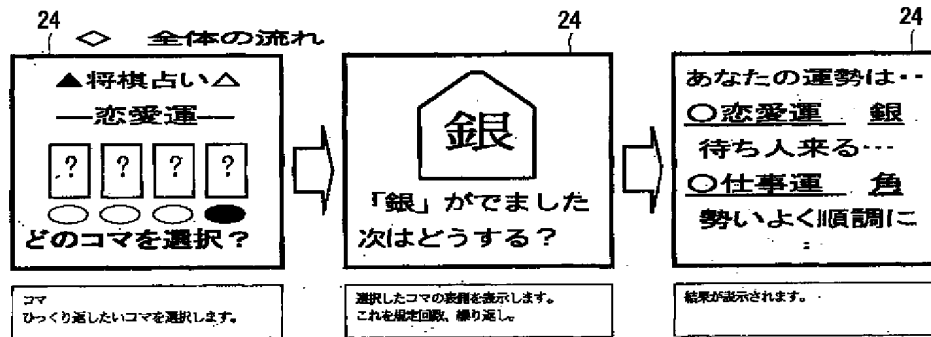 24
24
24
◇ 全体の流れ
▲将棋占い△
―恋愛運―
? ? ? ?
どのコマを選択?
銀
「銀」がでました
次はどうする?
あなたの運勢は・・
○恋愛運 銀
待ち人来る…
○仕事運 角
勢いよく順調に
:
コマ
ひっくり返したいコマを選択します。
選択したコマの表側を表示します。
これを規定回数、繰り返し。
結果が表示されます。